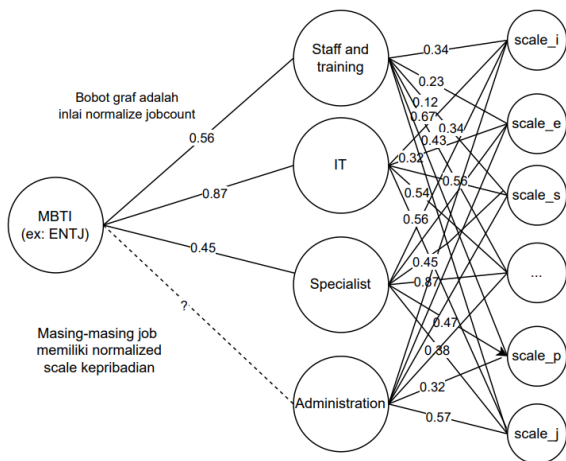 Staff and
training
scale_i
0.34
0.23
Bobot graf adalah
inlai normalize jobcount
0.12
0.67
0.34
0.43
scale_e
0.56
0.87
IT
0.32
0.56
0.54
scale_s
MBTI
(ex: ENTJ)
0.45
0.56
Specialist
0.45
0.87
...
?
0.47
Masing-masing job
memiliki normalized
scale kepribadian
0.38
scale_p
0.32
Administration
0.57
scale_j